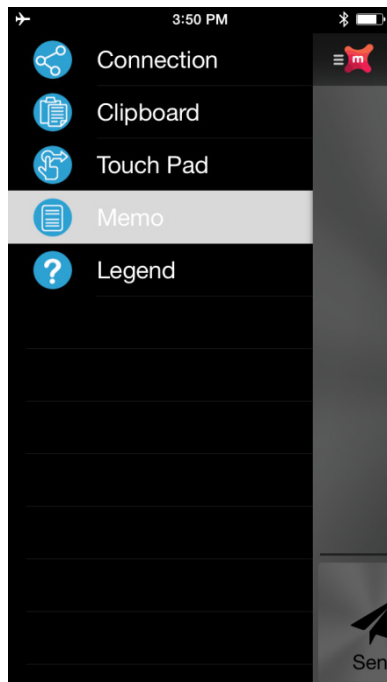 3:50 PM
Connection
m
Clipboard
Touch Pad
Memo
? Legend
Sen